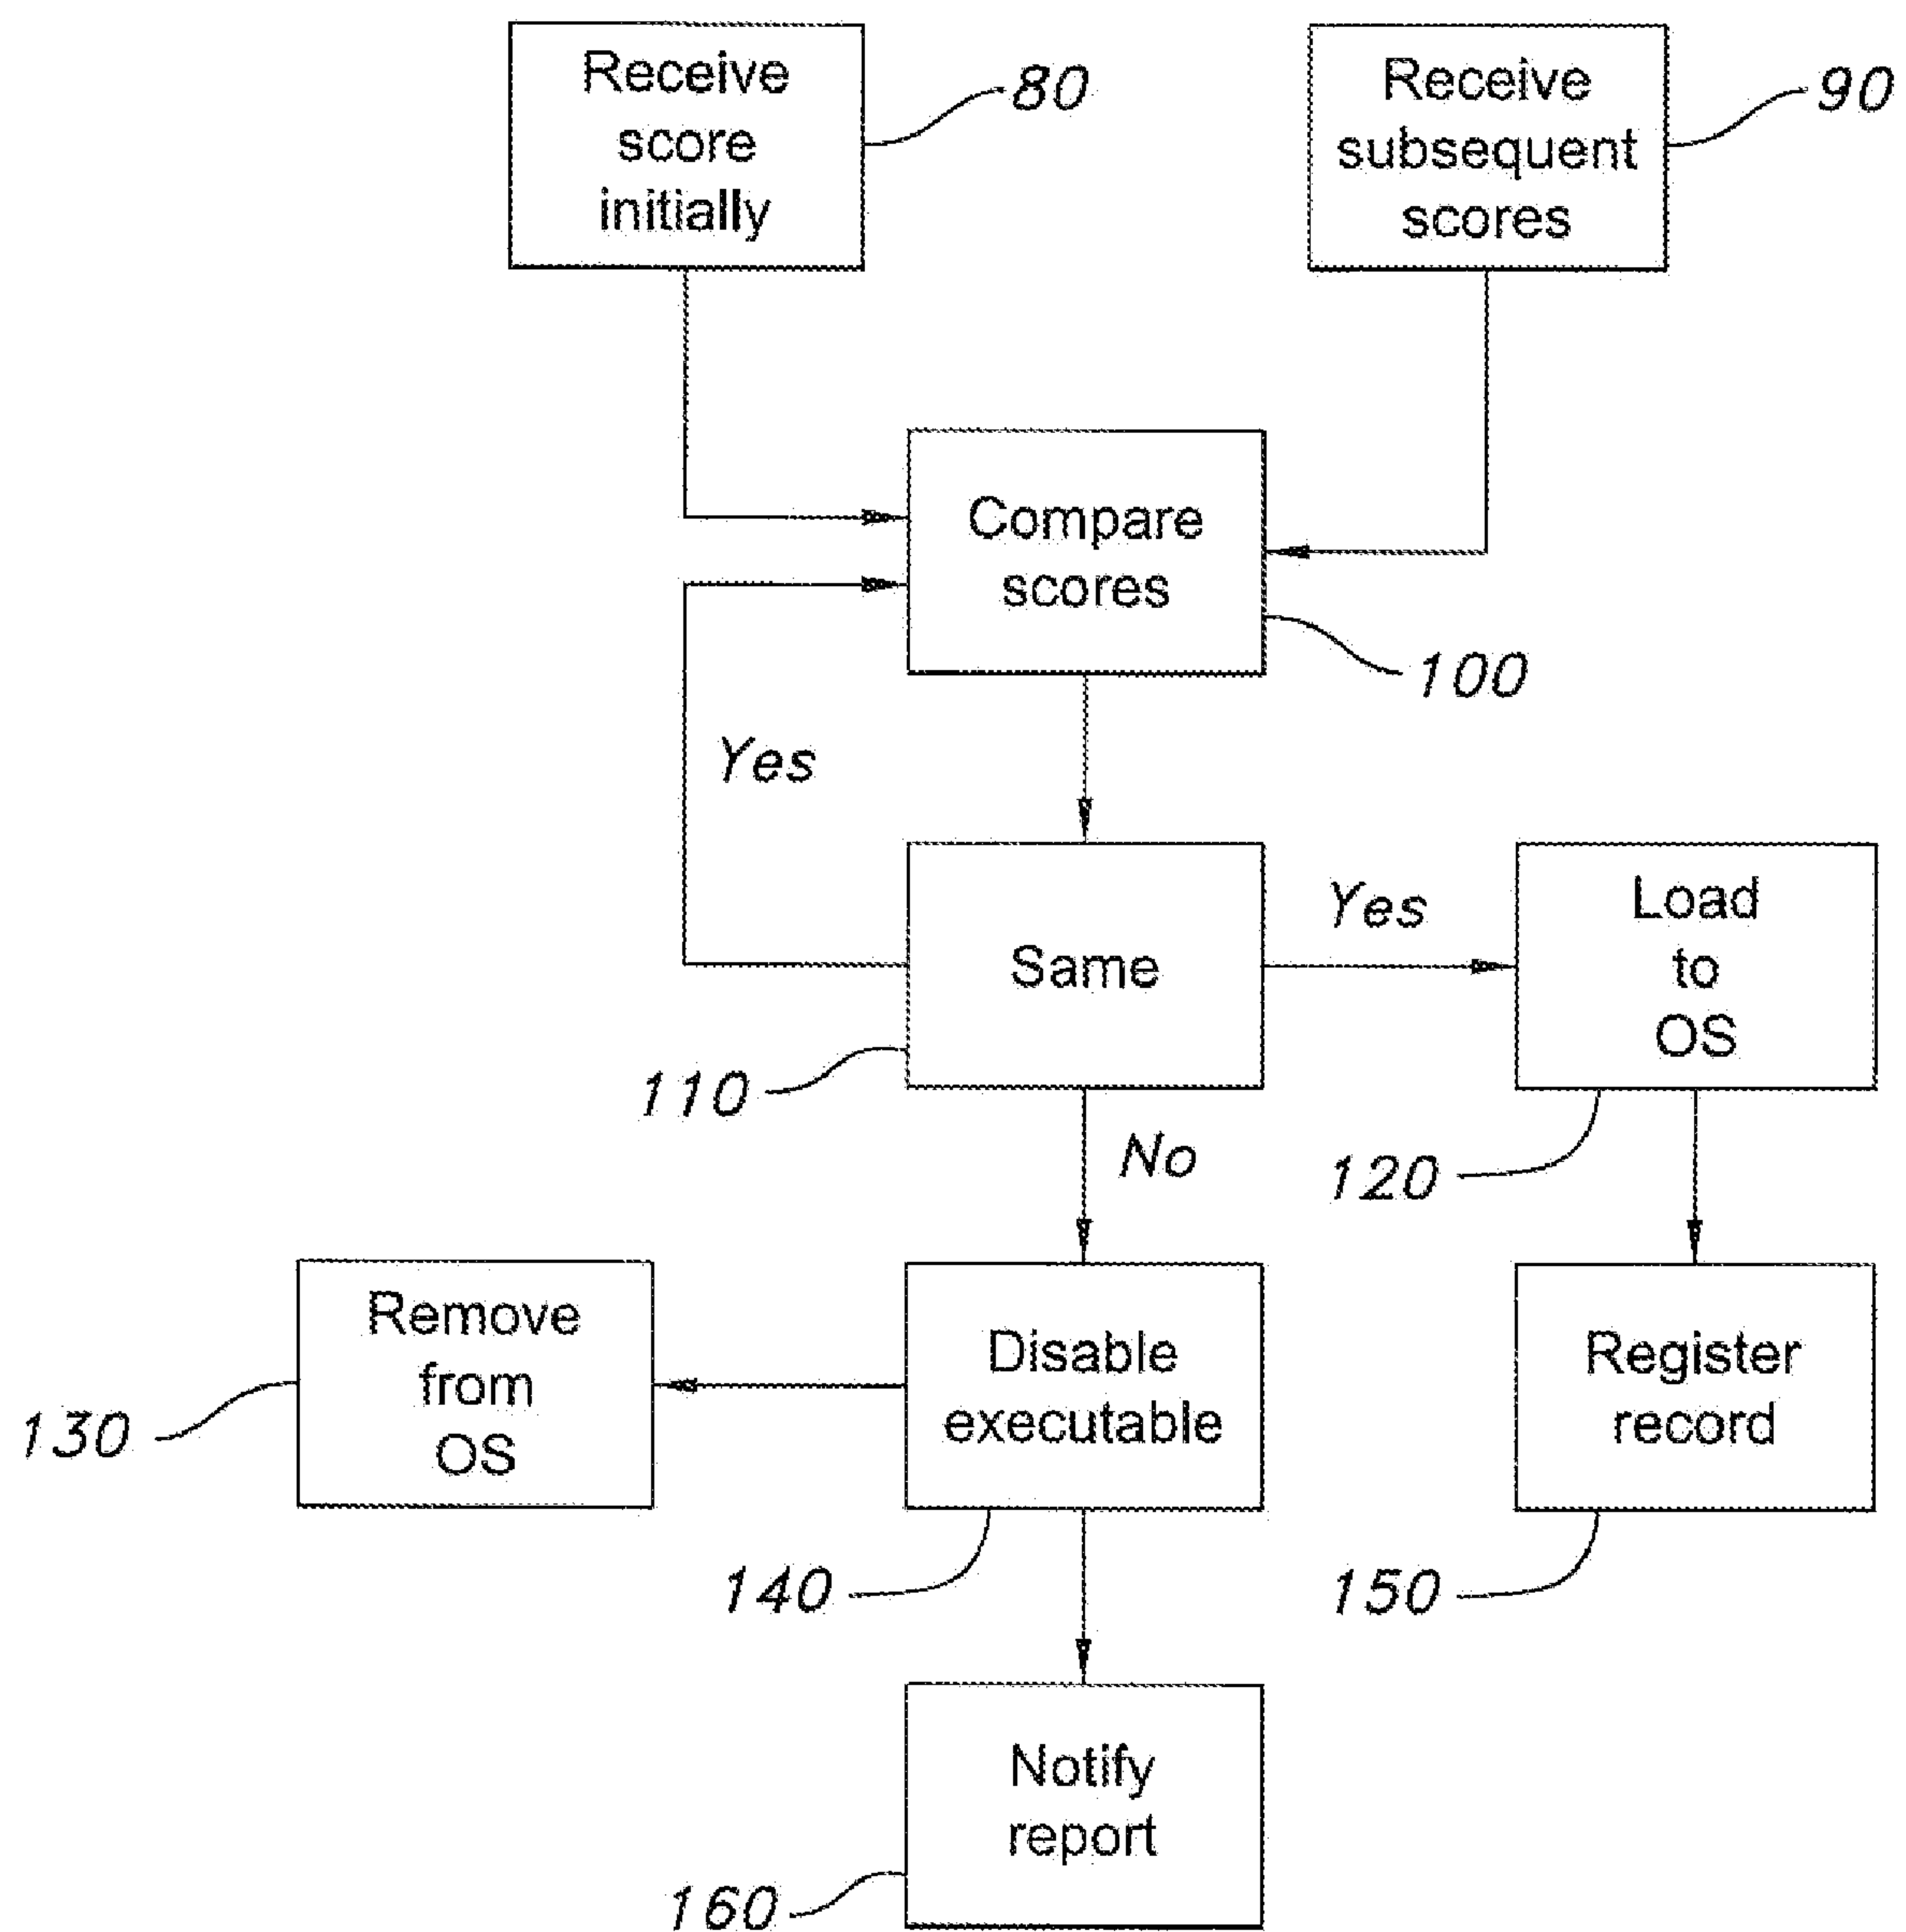 Receive
score
initially
80
Receive
subsequent
scores
90
Compare
scores
100
Yes
Same
110
Yes
Load
to
OS
120
No
Remove
from
OS
130
Disable
executable
140
Register
record
150
Notify
report
160